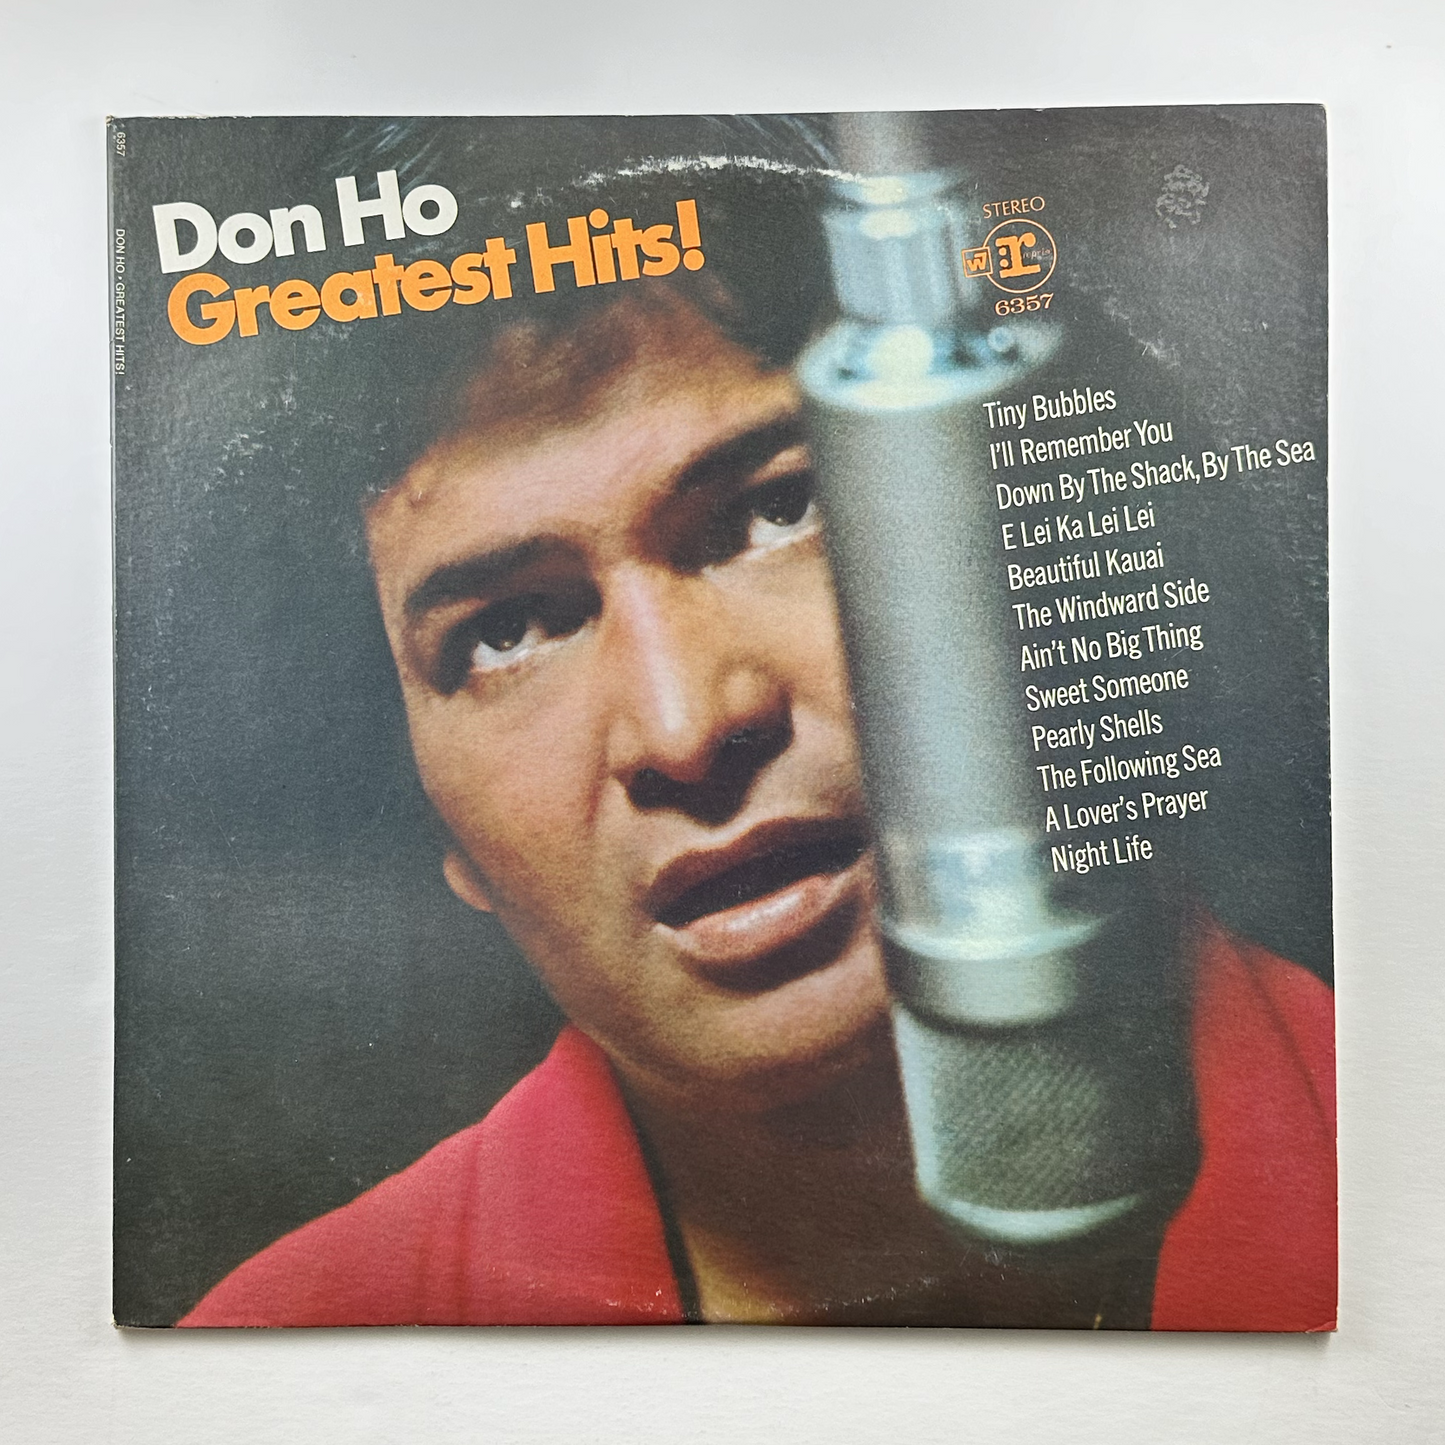 6357
DON HO • GREATEST HITS!
Don Ho
Greatest Hits!
STEREO
W
r
reprise
6357
Tiny Bubbles
I'll Remember You
Down By The Shack, By The Sea
E Lei Ka Lei Lei
Beautiful Kauai
The Windward Side
Ain't No Big Thing
Sweet Someone
Pearly Shells
The Following Sea
A Lover's Prayer
Night Life